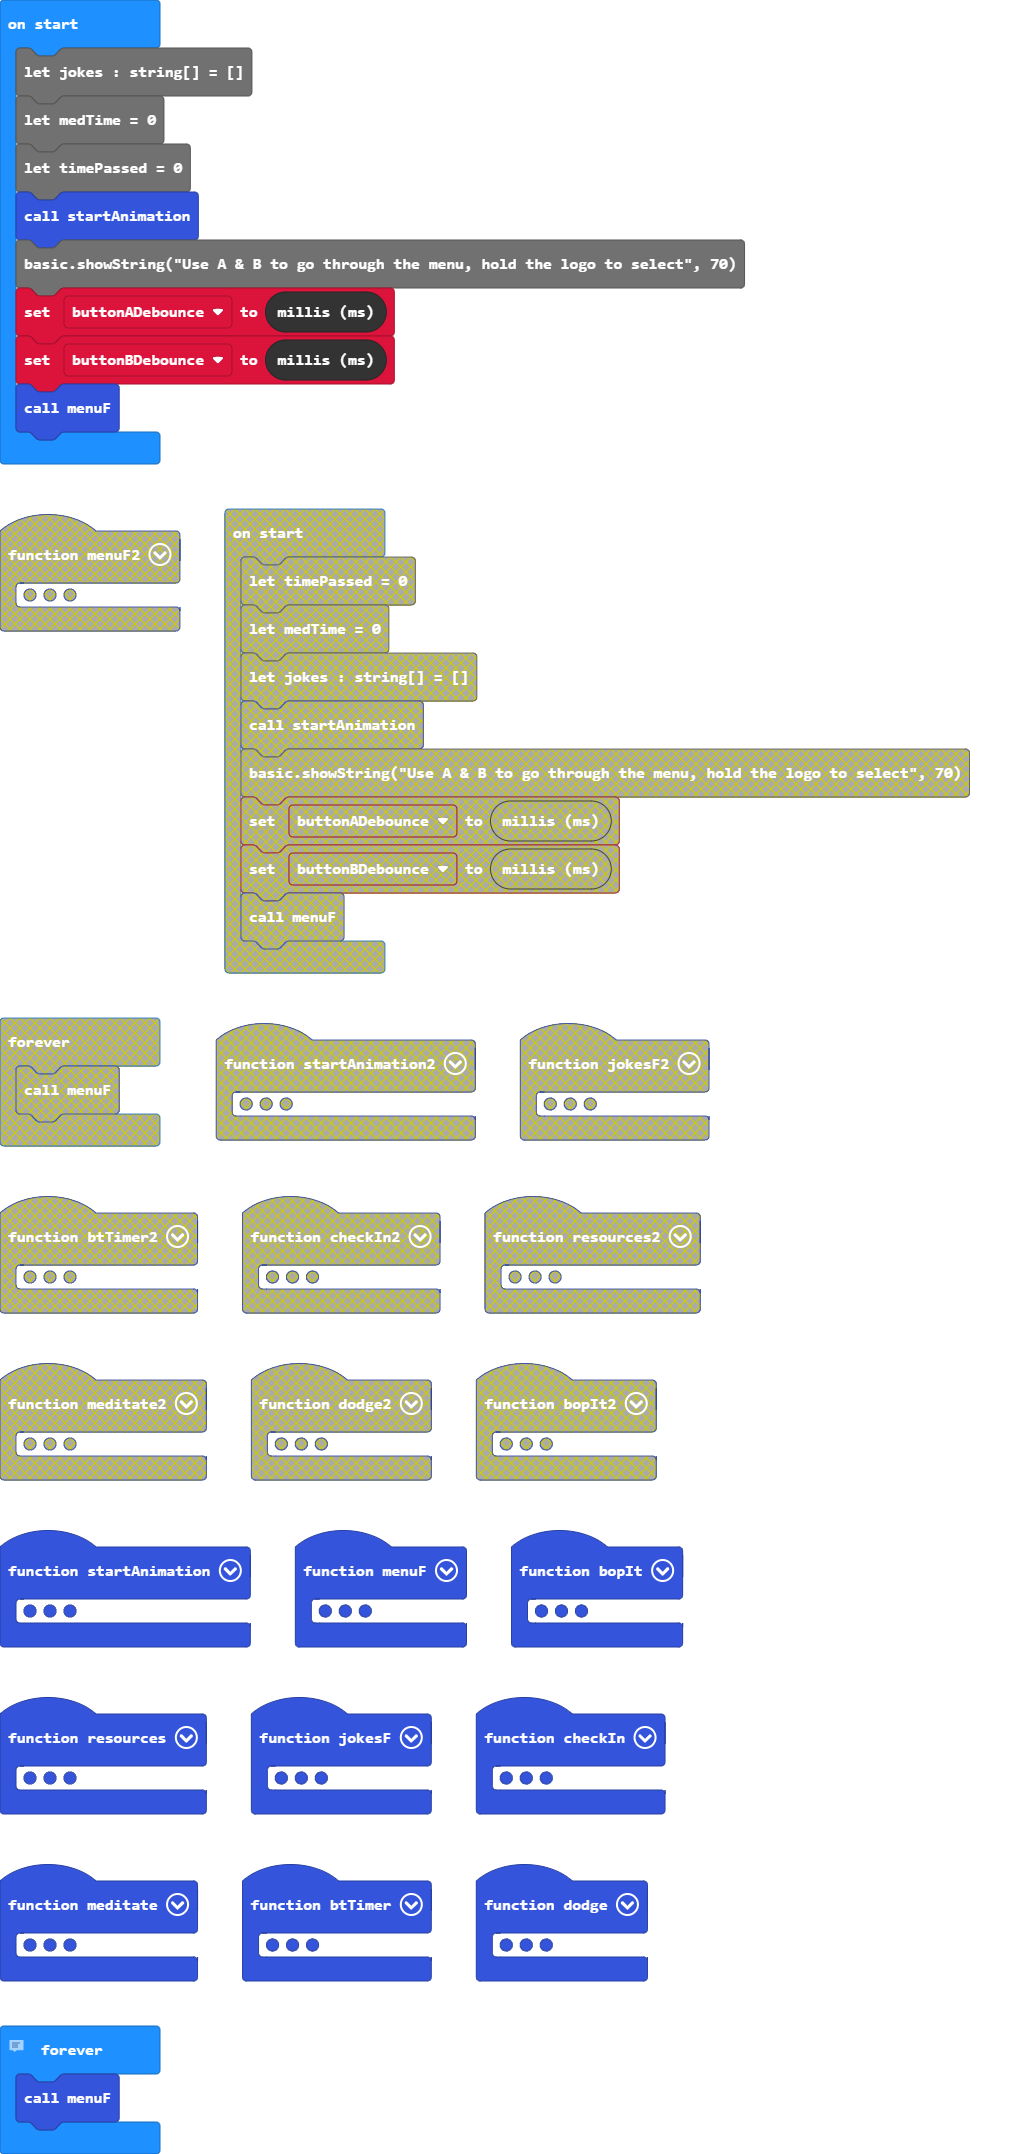 on start
let jokes : string[] = []
let medTime = 0
let timePassed = 0
call startAnimation
basic.showString("Use A & B to go through the menu, hold the logo to select", 70)
set buttonADebounce to millis (ms)
set buttonBDebounce to millis (ms)
call menuF
function menuF2
on start
let timePassed = 0
let medTime = 0
let jokes : string[] = []
call startAnimation
basic.showString("Use A & B to go through the menu, hold the logo to select", 70)
set buttonADebounce to millis (ms)
set buttonBDebounce to millis (ms)
call menuF
forever
call menuF
function startAnimation2
function jokesF2
function btTimer2
function checkIn2
function resources2
function meditate2
function dodge2
function bopIt2
function startAnimation
function menuF
function bopIt
function resources
function jokesF
function checkIn
function meditate
function btTimer
function dodge
forever
call menuF